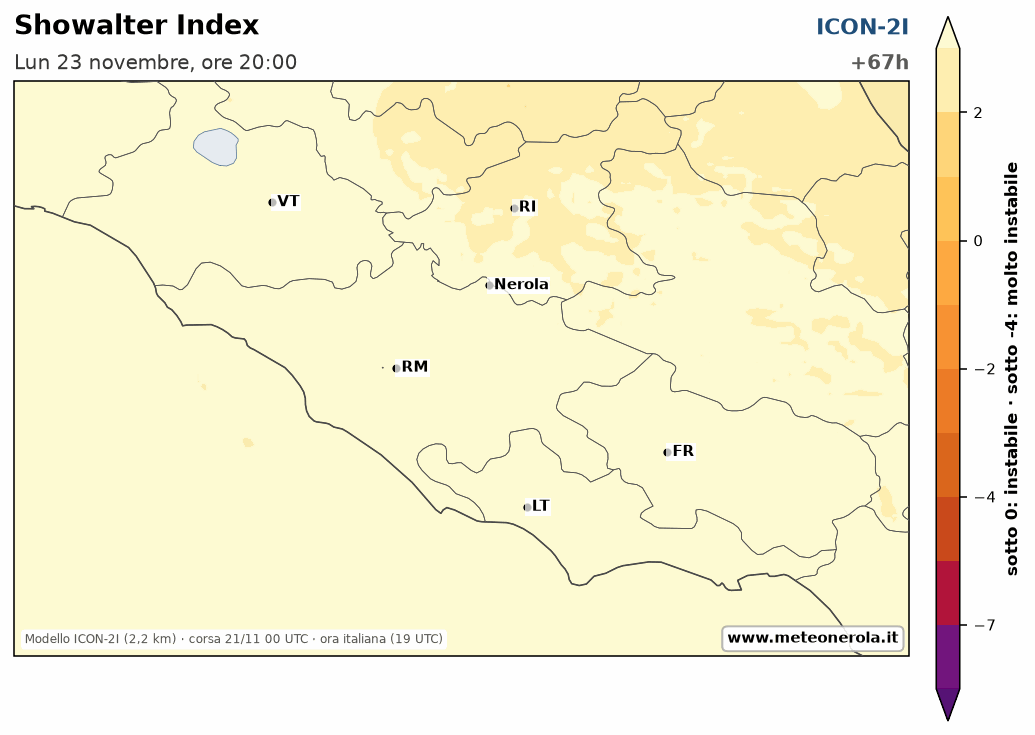 Showalter Index
ICON-2I
Lun 23 novembre, ore 20:00
+67h
VT
RI
Nerola
RM
FR
LT
Modello ICON-2I (2,2 km) · corsa 21/11 00 UTC · ora italiana (19 UTC)
www.meteonerola.it
2
0
−2
−4
−7
sotto 0: instabile · sotto -4: molto instabile